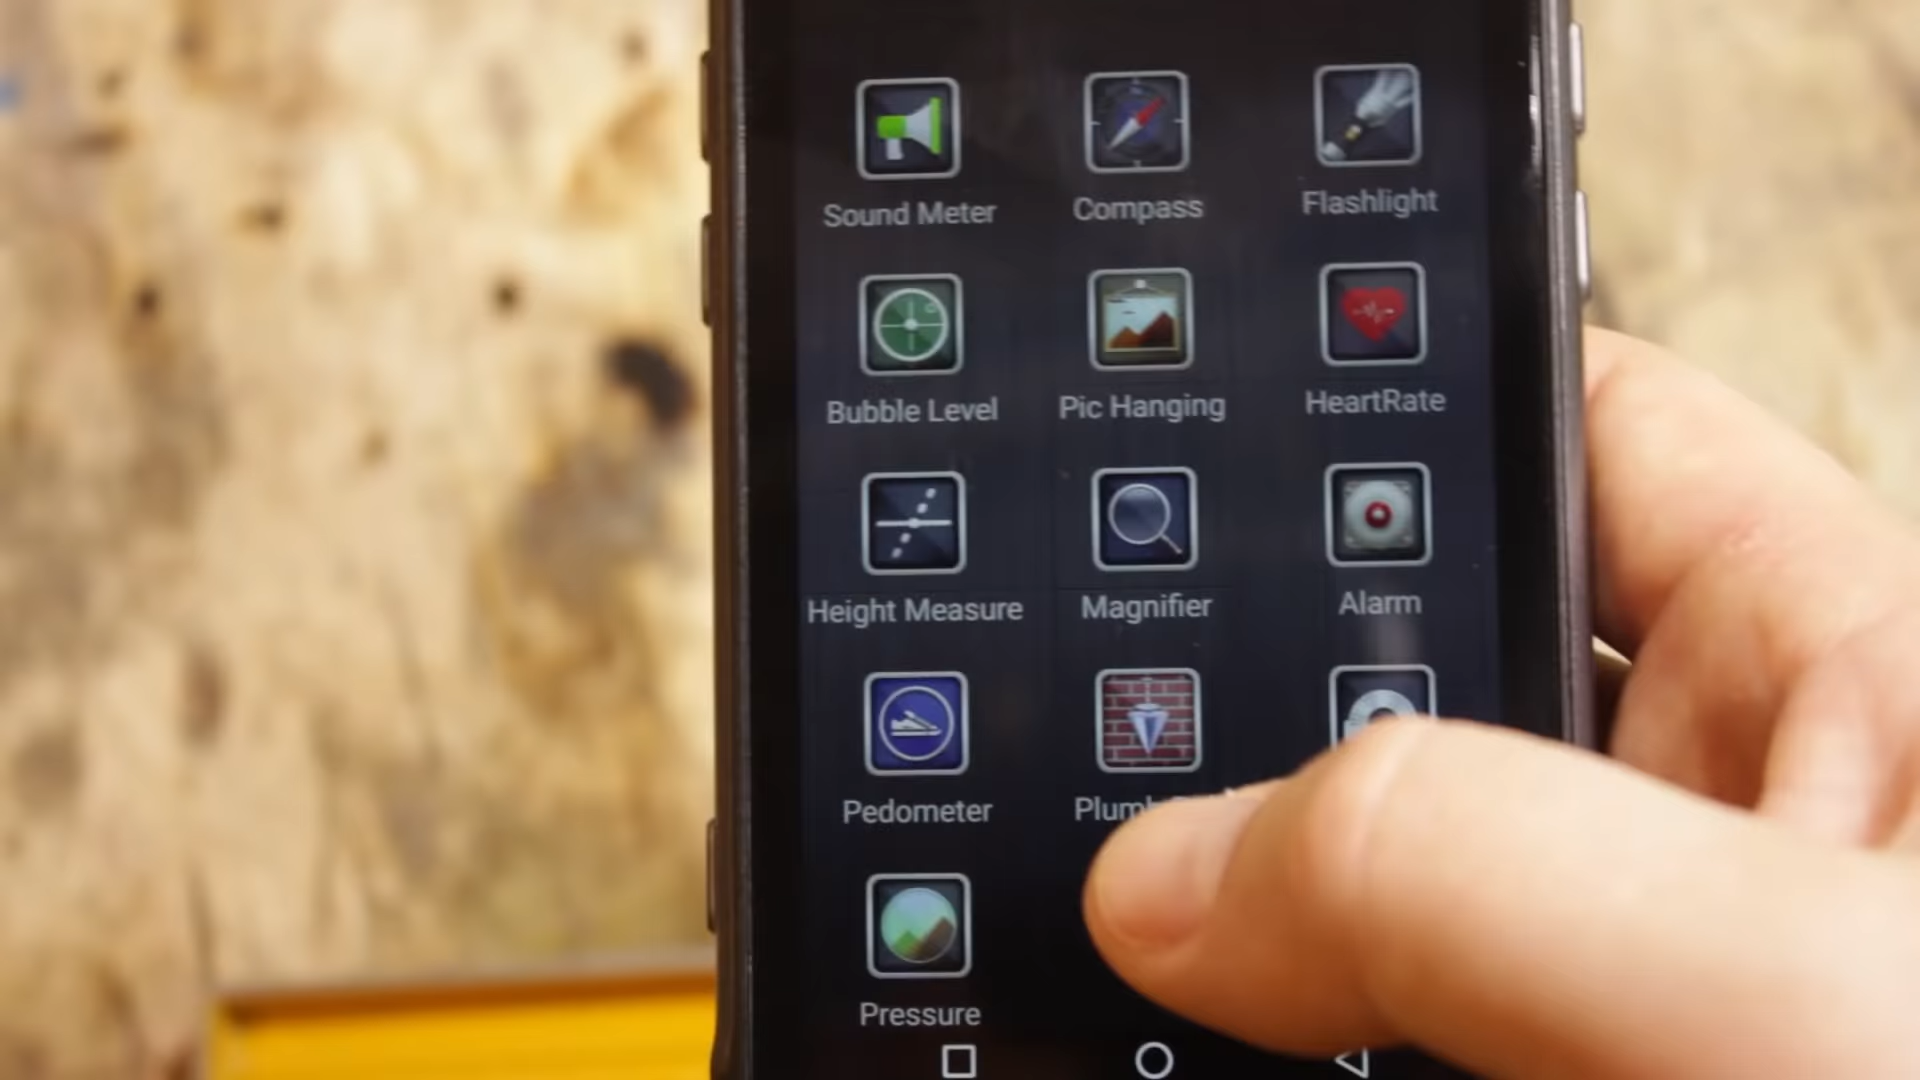 Sound Meter
Compass
Flashlight
Bubble Level
Pic Hanging
HeartRate
Height Measure
Magnifier
Alarm
Pedometer
Pressure